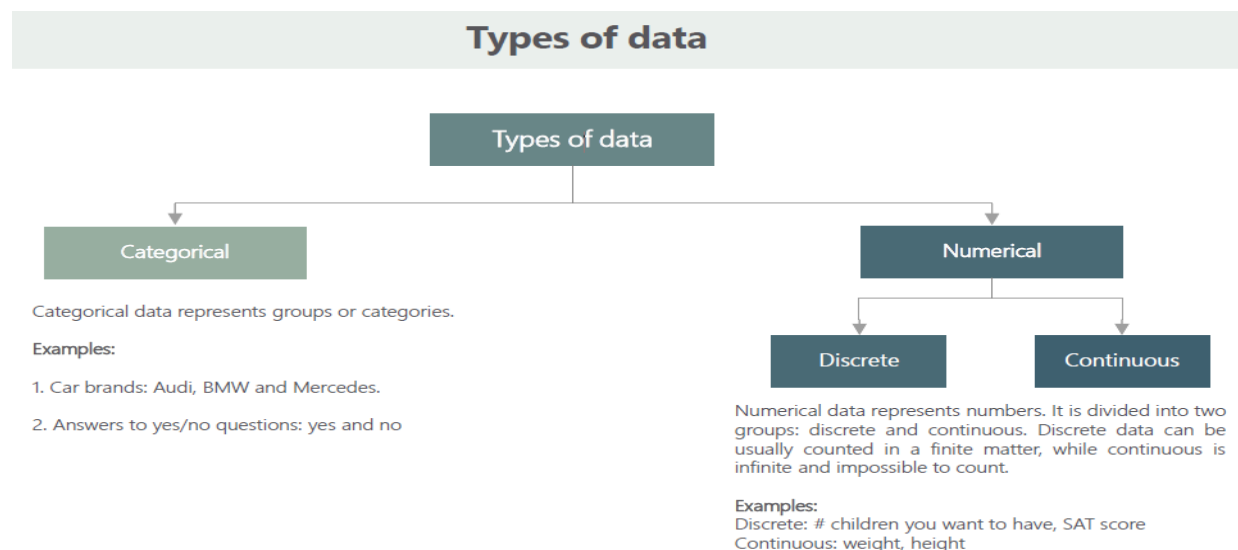 Types of data
Types of data
Categorical
Numerical
Categorical data represents groups or categories.
Examples:
1. Car brands: Audi, BMW and Mercedes.
2. Answers to yes/no questions: yes and no
Discrete
Continuous
Numerical data represents numbers. It is divided into two
groups: discrete and continuous. Discrete data can be
usually counted in a finite matter, while continuous is
infinite and impossible to count.
Examples:
Discrete: # children you want to have, SAT score
Continuous: weight, height